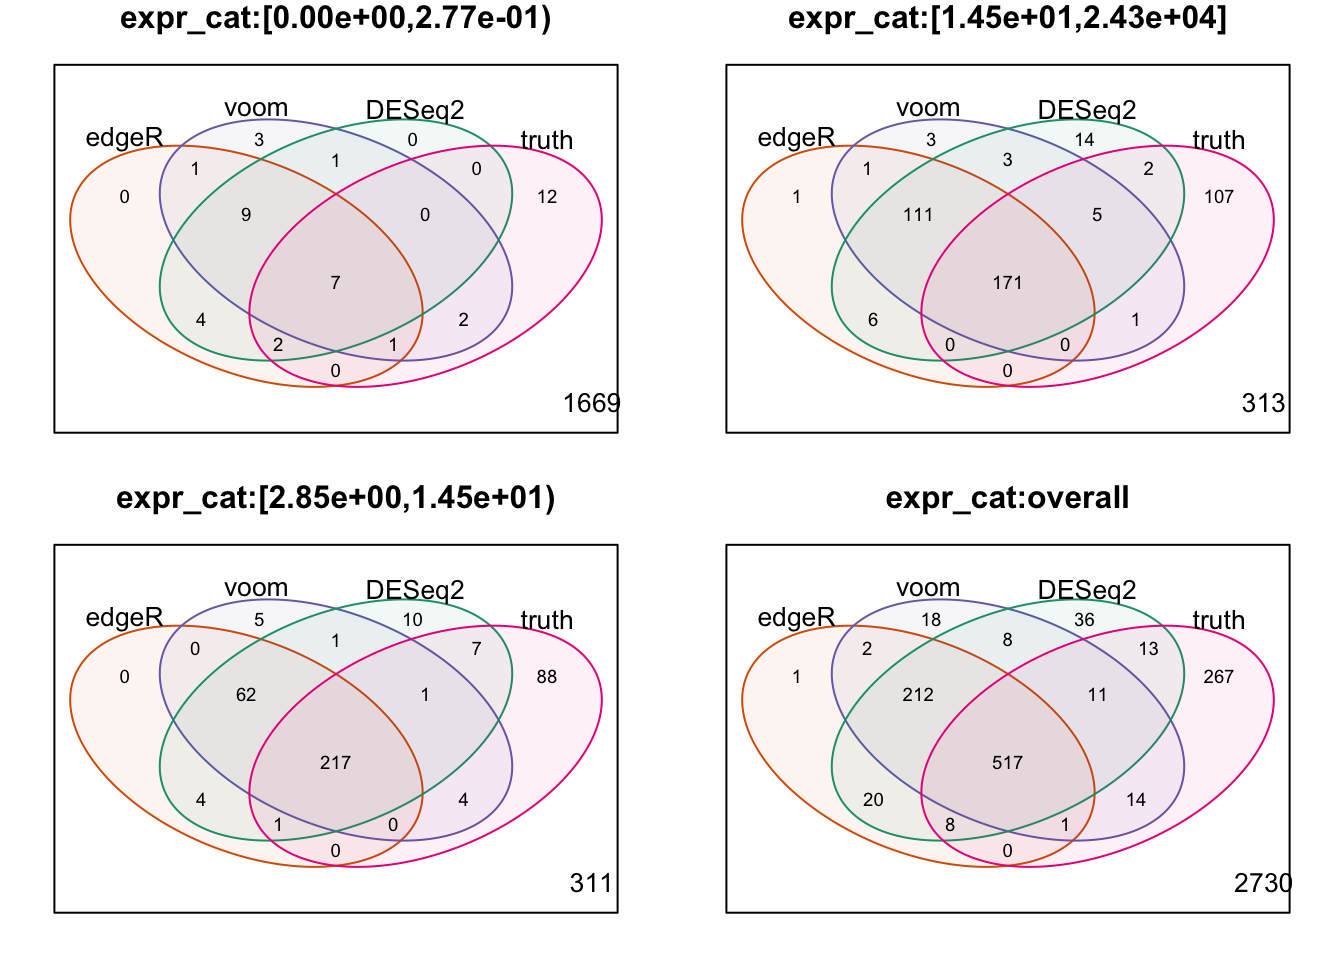 expr_cat:[0.00e+00,2.77e-01)
voom DESeq2
edgeR truth
3 0
1 1 0
0 12
9 0
7
4 2
2 1
0
1669
expr_cat:[1.45e+01,2.43e+04]
voom DESeq2
edgeR truth
3 14
1 3 2
1 107
111 5
171
6 1
0 0
0
313
expr_cat:[2.85e+00,1.45e+01)
voom DESeq2
edgeR truth
5 10
0 1 7
0 88
62 1
217
4 4
1 0
0
311
expr_cat:overall
voom DESeq2
edgeR truth
18 36
2 8 13
1 267
212 11
517
20 14
8 1
0
2730